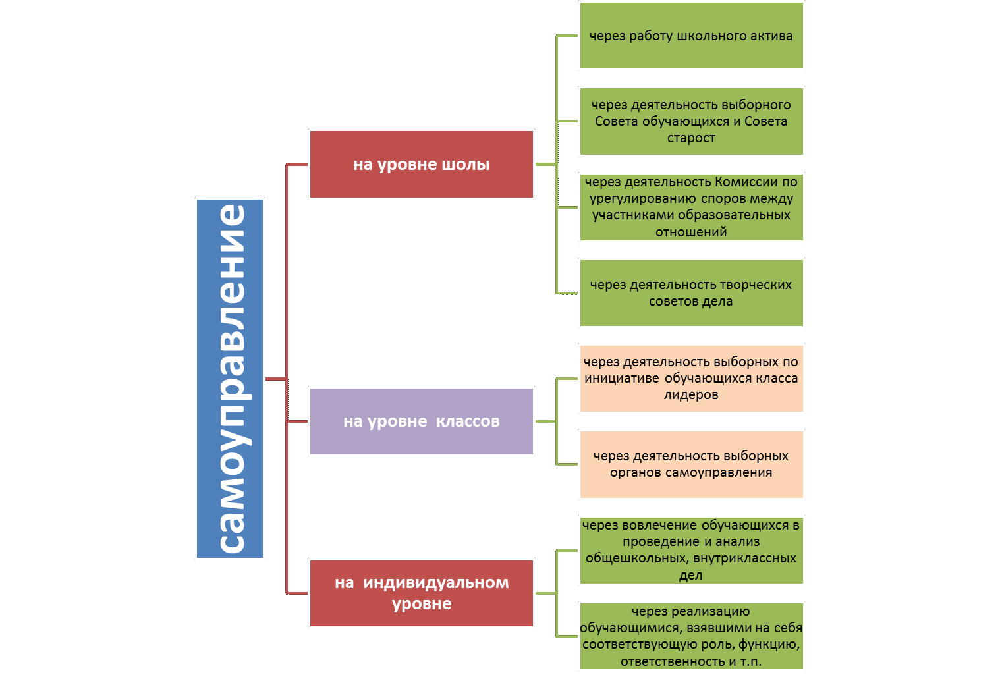 самоуправление
на уровне шолы
через работу школьного актива
через деятельность выборного
Совета обучающихся и Совета
старост
через деятельность Комиссии по
урегулированию споров между
участниками образовательных
отношений
через деятельность творческих
советов дела
на уровне классов
через деятельность выборных по
инициативе обучающихся класса
лидеров
через деятельность выборных
органов самоуправления
на индивидуальном
уровне
через вовлечение обучающихся в
проведение и анализ
общешкольных, внутриклассных
дел
через реализацию
обучающимися, взявшими на себя
соответствующую роль, функцию,
ответственность и т.п.